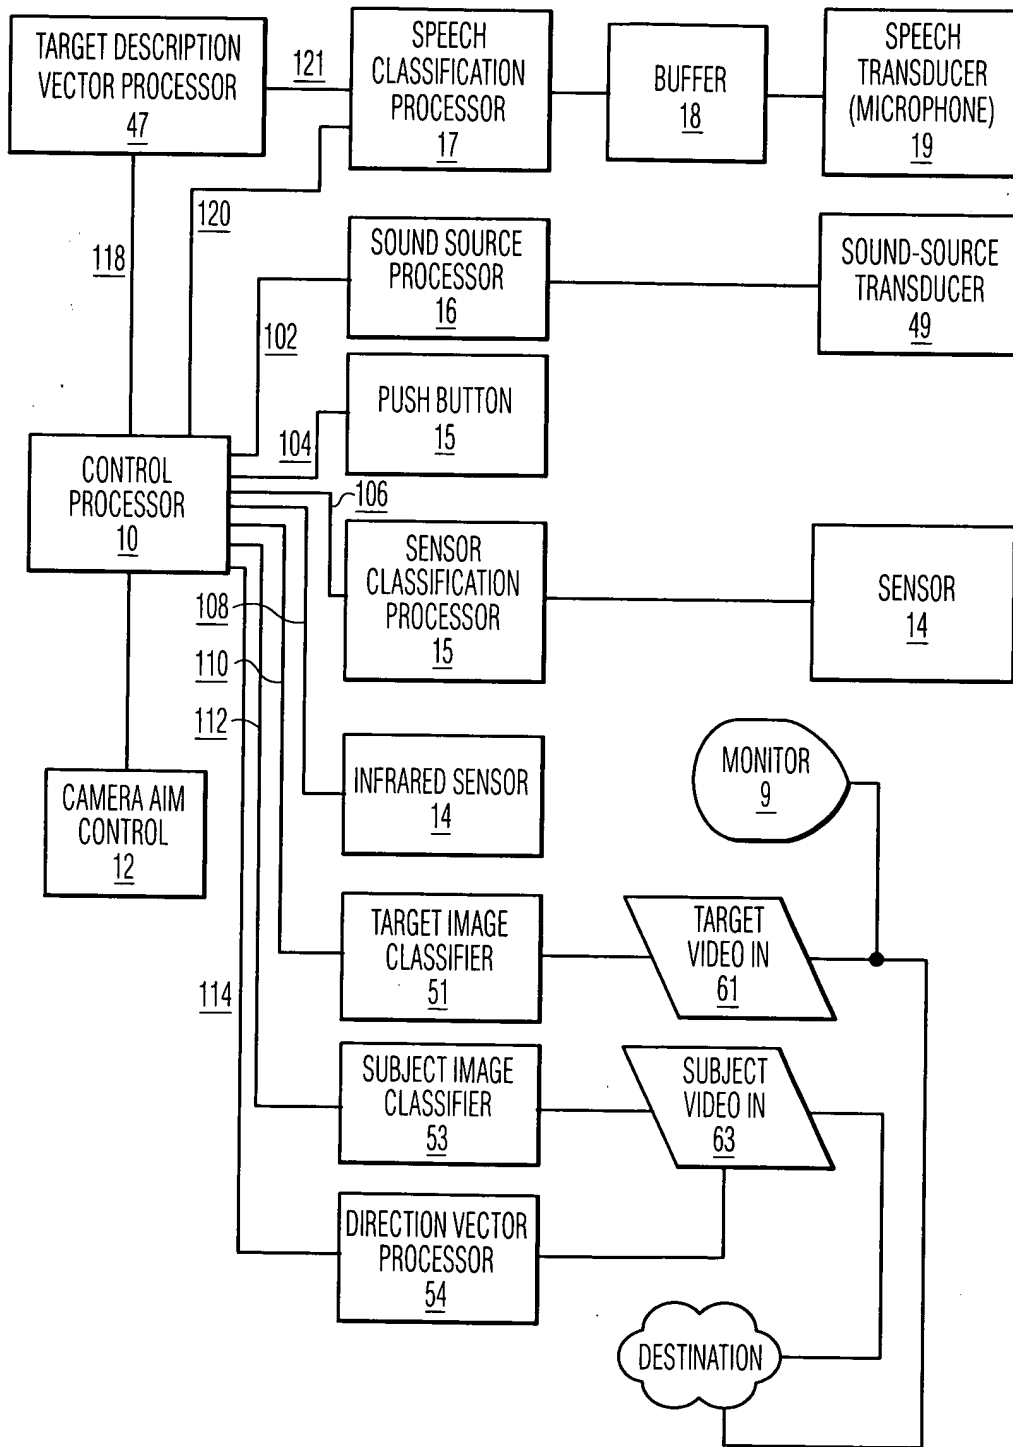 TARGET DESCRIPTION
VECTOR PROCESSOR
47
121
SPEECH
CLASSIFICATION
PROCESSOR
17
BUFFER
18
SPEECH
TRANSDUCER
(MICROPHONE)
19
118
120
SOUND SOURCE
PROCESSOR
16
SOUND-SOURCE
TRANSDUCER
49
102
PUSH BUTTON
15
104
CONTROL
PROCESSOR
10
106
SENSOR
CLASSIFICATION
PROCESSOR
15
SENSOR
14
108
110
112
114
CAMERA AIM
CONTROL
12
INFRARED SENSOR
14
MONITOR
9
TARGET IMAGE
CLASSIFIER
51
TARGET
VIDEO IN
61
SUBJECT IMAGE
CLASSIFIER
53
SUBJECT
VIDEO IN
63
DIRECTION VECTOR
PROCESSOR
54
DESTINATION